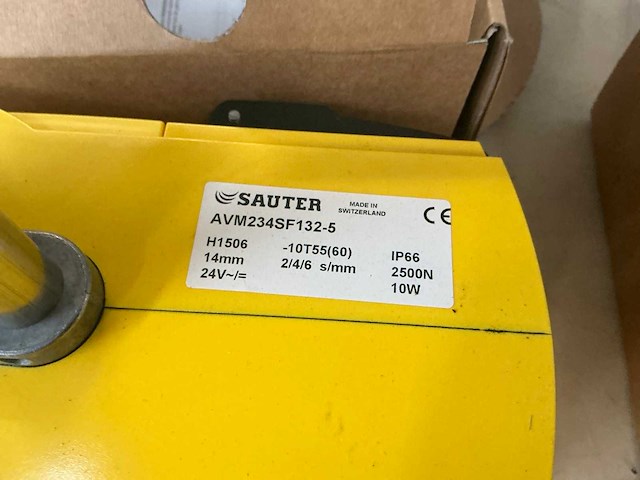 SAUTER
MADE IN
SWITZERLAND
CE
AVM234SF132-5
H1506 -10T55(60) IP66
14mm 2/4/6 s/mm 2500N
24V~/= 10W